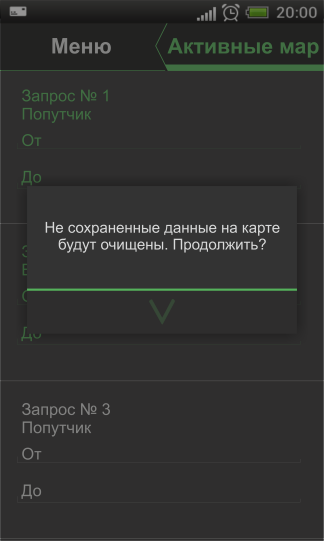 20:00
Меню
Активные мар
Запрос № 1
Попутчик
От
До
Не сохраненные данные на карте
будут очищены. Продолжить?
До
Запрос № 3
Попутчик
От
До